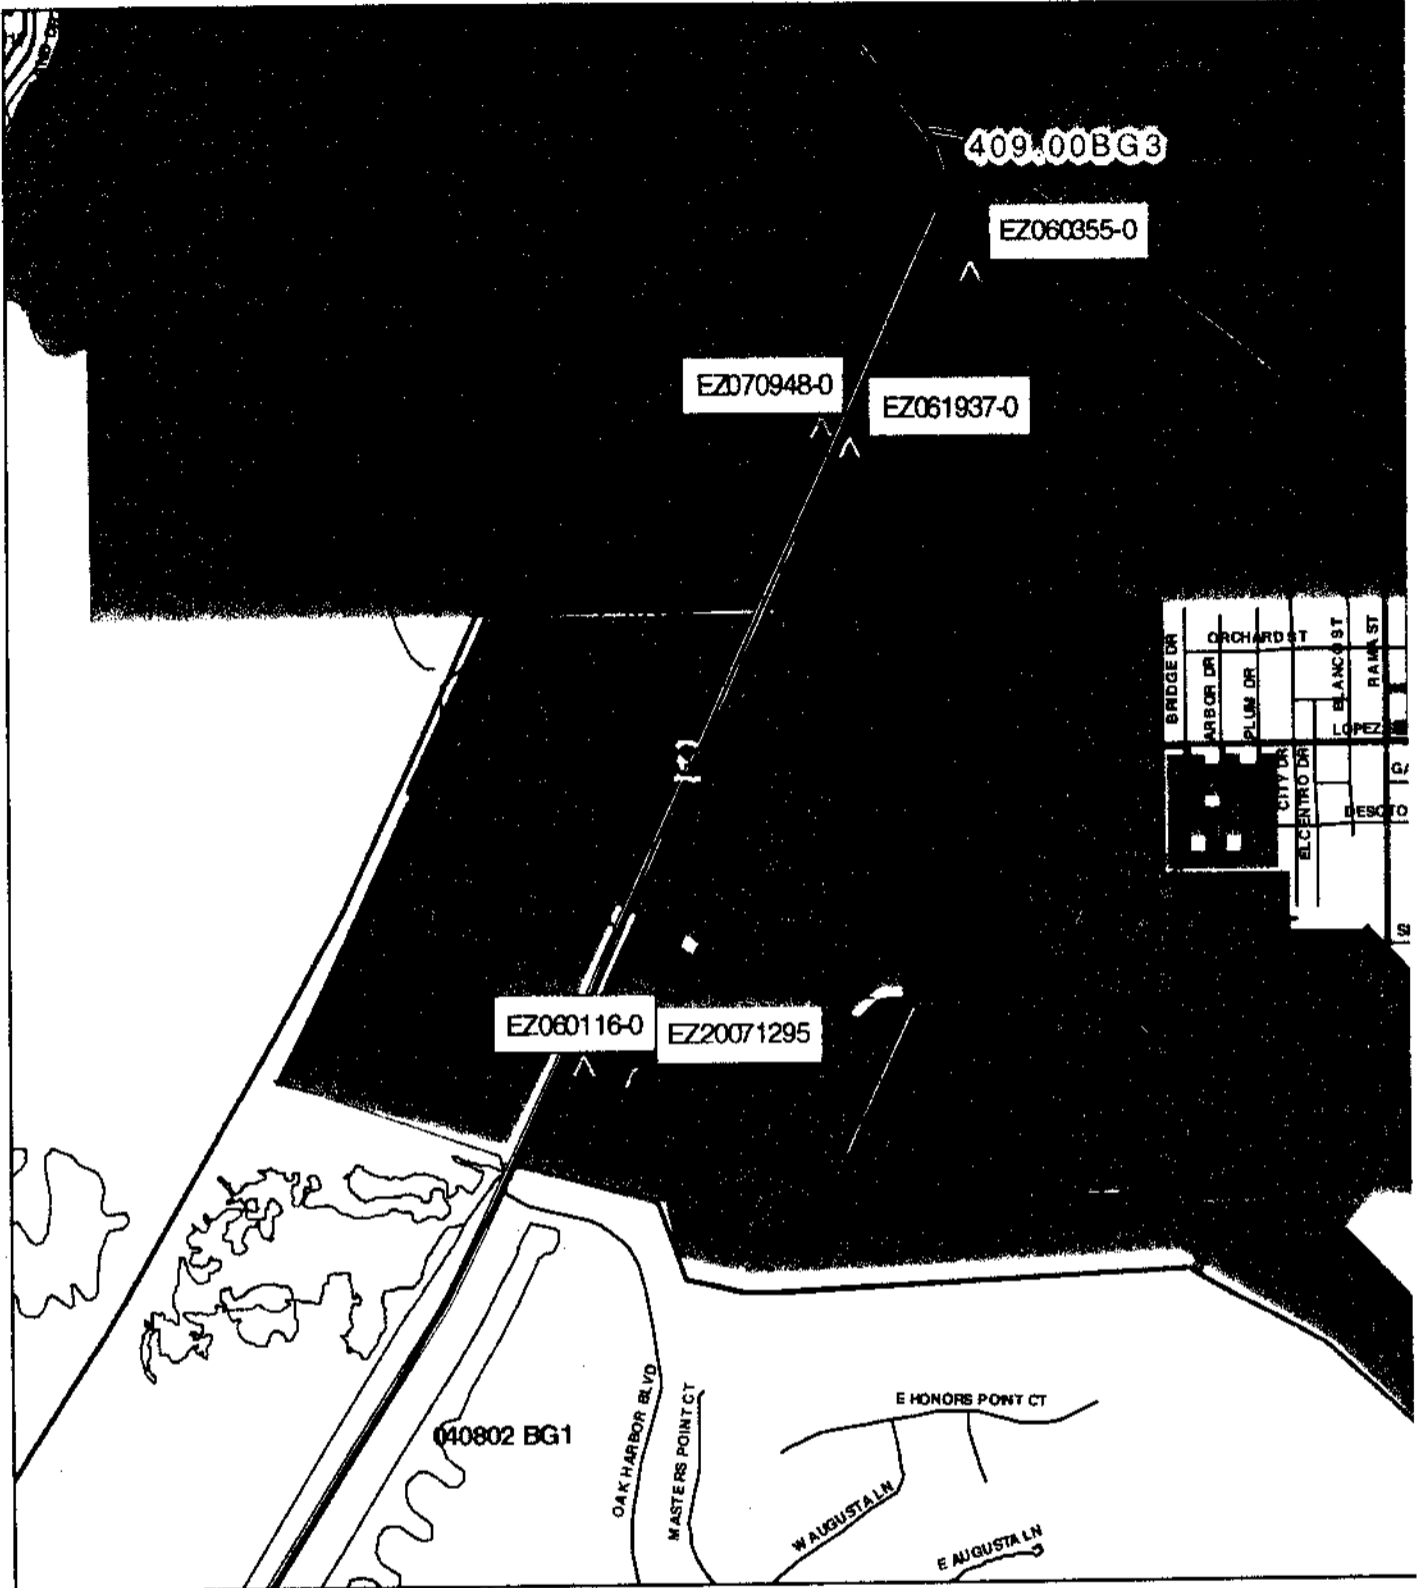 409.00BG3
EZ060355-0
EZ070948-0
EZ061937-0
BRIDGE DR
ORCHARD ST
ARBOR DR
PLUM DR
BLANCO ST
RAMA ST
LOPEZ
CITY DR
ELCENTRO DR
DESOTO
EZ060116-0
EZ20071295
040802 BG1
OAK HARBOR BLVD
MASTERS POINT CT
E HONORS POINT CT
W AUGUSTA LN
E AUGUSTA LN